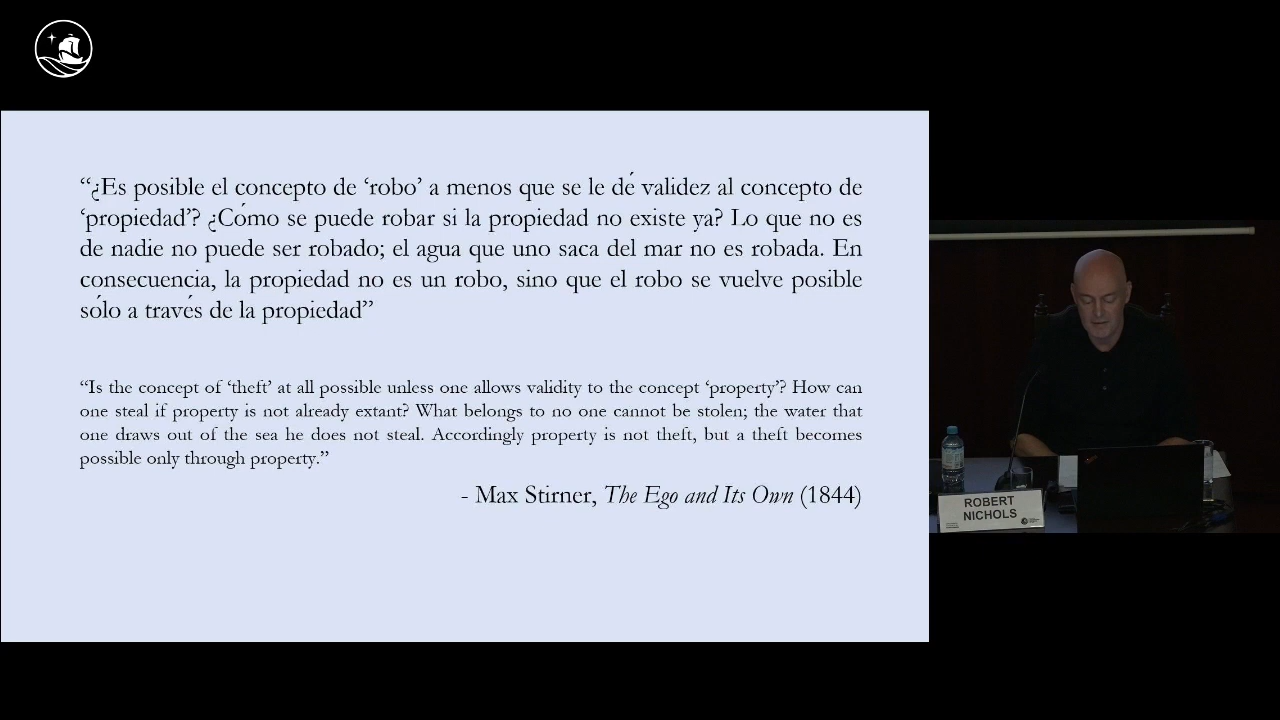 “¿Es posible el concepto de ‘robo’ a menos que se le dé validez al concepto de
‘propiedad’? ¿Cómo se puede robar si la propiedad no existe ya? Lo que no es
de nadie no puede ser robado; el agua que uno saca del mar no es robada. En
consecuencia, la propiedad no es un robo, sino que el robo se vuelve posible
sólo a través de la propiedad”
“Is the concept of ‘theft’ at all possible unless one allows validity to the concept ‘property’? How can
one steal if property is not already extant? What belongs to no one cannot be stolen; the water that
one draws out of the sea he does not steal. Accordingly property is not theft, but a theft becomes
possible only through property.”
- Max Stirner, The Ego and Its Own (1844)
ROBERT
NICHOLS